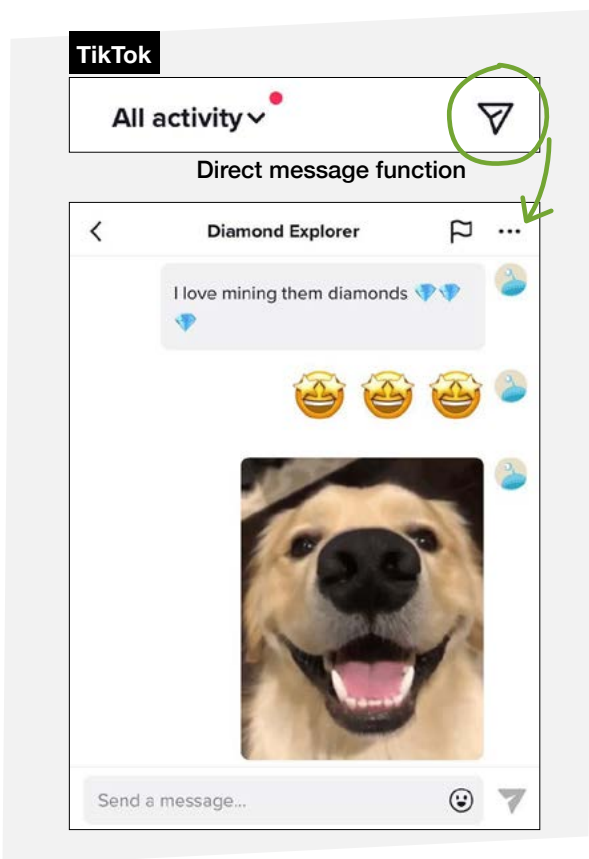 TikTok
All activity
Direct message function
Diamond Explorer
I love mining them diamonds 💎💎
💎
🤩 🤩 🤩
Send a message...